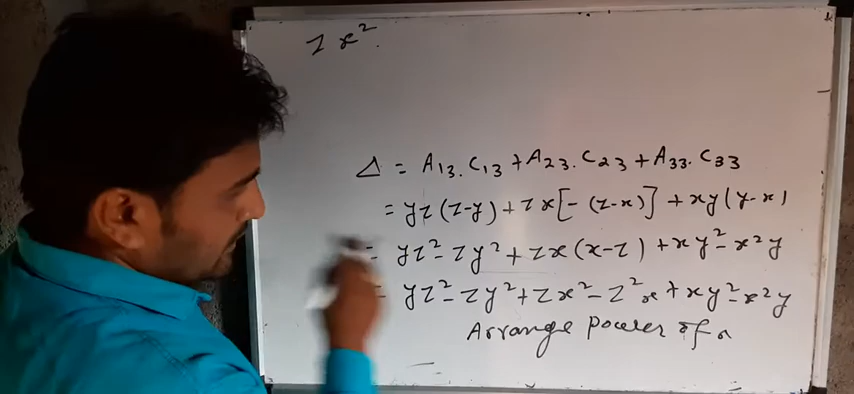 zx².
Δ = A₁₃.C₁₃+A₂₃.C₂₃+A₃₃.C₃₃
= yz(z-y)+zx[-(z-x)]+xy(y-x)
= yz²-zy²+zx(x-z)+xy²-x²y
= yz²-zy²+zx²-z²x+xy²-x²y
Arrange power of x